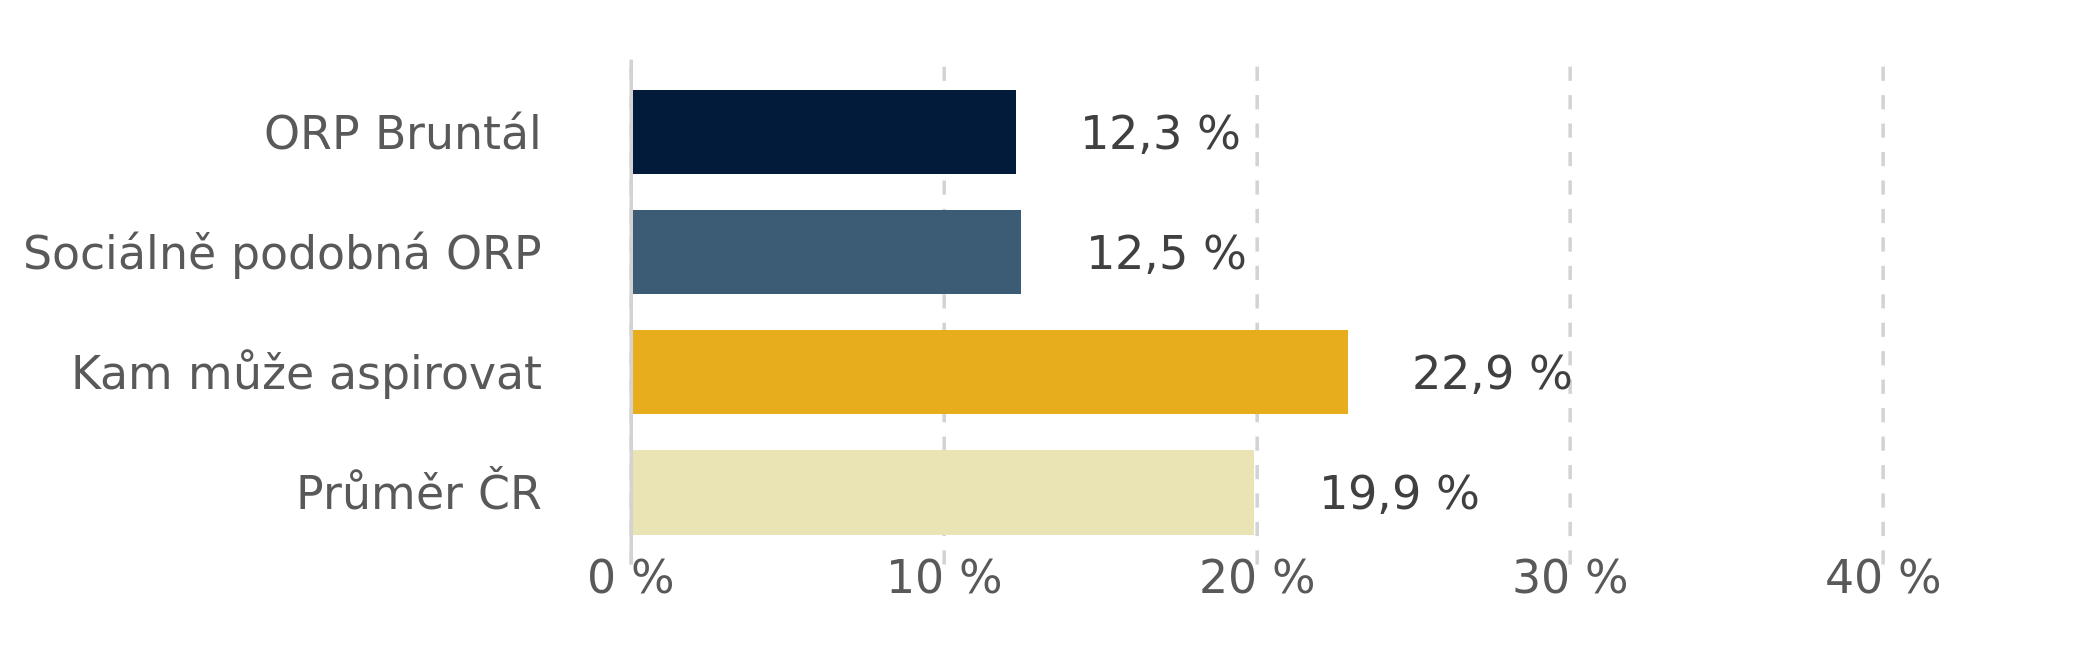 ORP Bruntál 12,3 %
Sociálně podobná ORP 12,5 %
Kam může aspirovat 22,9 %
Průměr ČR 19,9 %
0 % 10 % 20 % 30 % 40 %